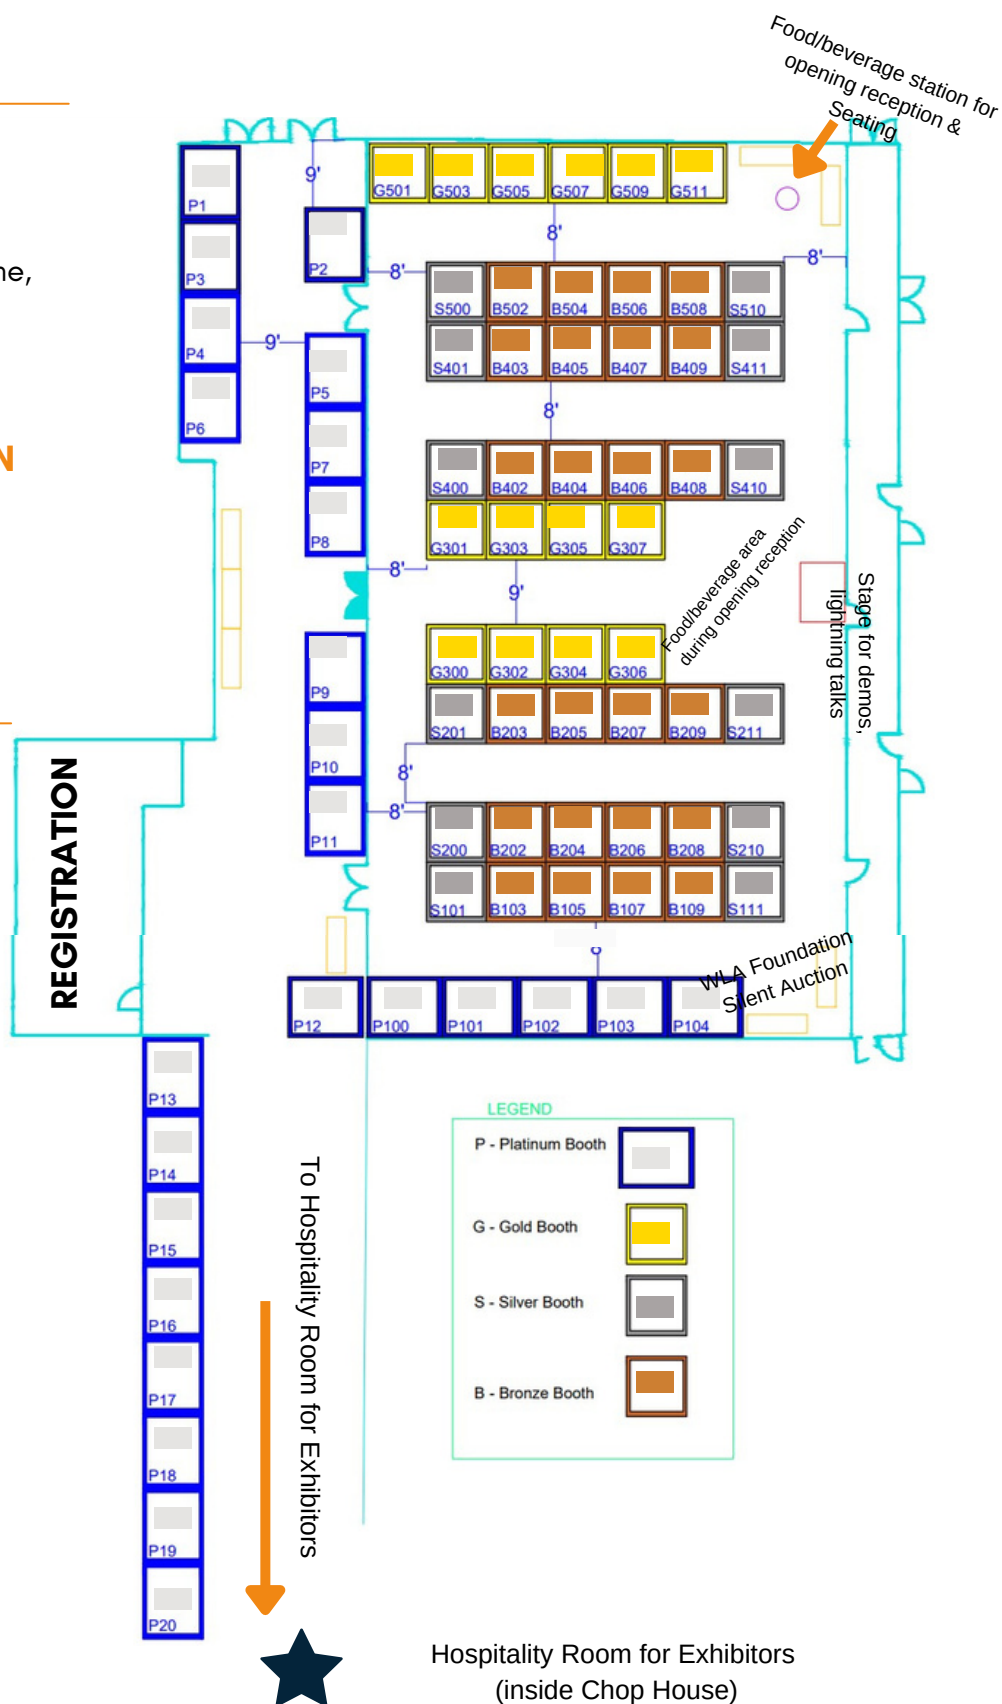 Food/beverage station for
opening reception &
Seating
ne,
N
REGISTRATION
P1
P3
P4
P6
9'
P2
9'
P5
P7
P8
P9
P10
P11
G501 G503 G505 G507 G509 G511
8'
8'
8'
S500 B502 B504 B506 B508 S510
S401 B403 B405 B407 B409 S411
8'
S400 B402 B404 B406 B408 S410
G301 G303 G305 G307
8'
9'
Food/beverage area
during opening reception
Stage for demos,
lightning talks
G300 G302 G304 G306
S201 B203 B205 B207 B209 S211
8'
8'
S200 B202 B204 B206 B208 S210
S101 B103 B105 B107 B109 S111
WLA Foundation
Silent Auction
P12 P100 P101 P102 P103 P104
P13
P14
P15
P16
P17
P18
P19
P20
To Hospitality Room for Exhibitors
LEGEND
P - Platinum Booth
G - Gold Booth
S - Silver Booth
B - Bronze Booth
Hospitality Room for Exhibitors
(inside Chop House)